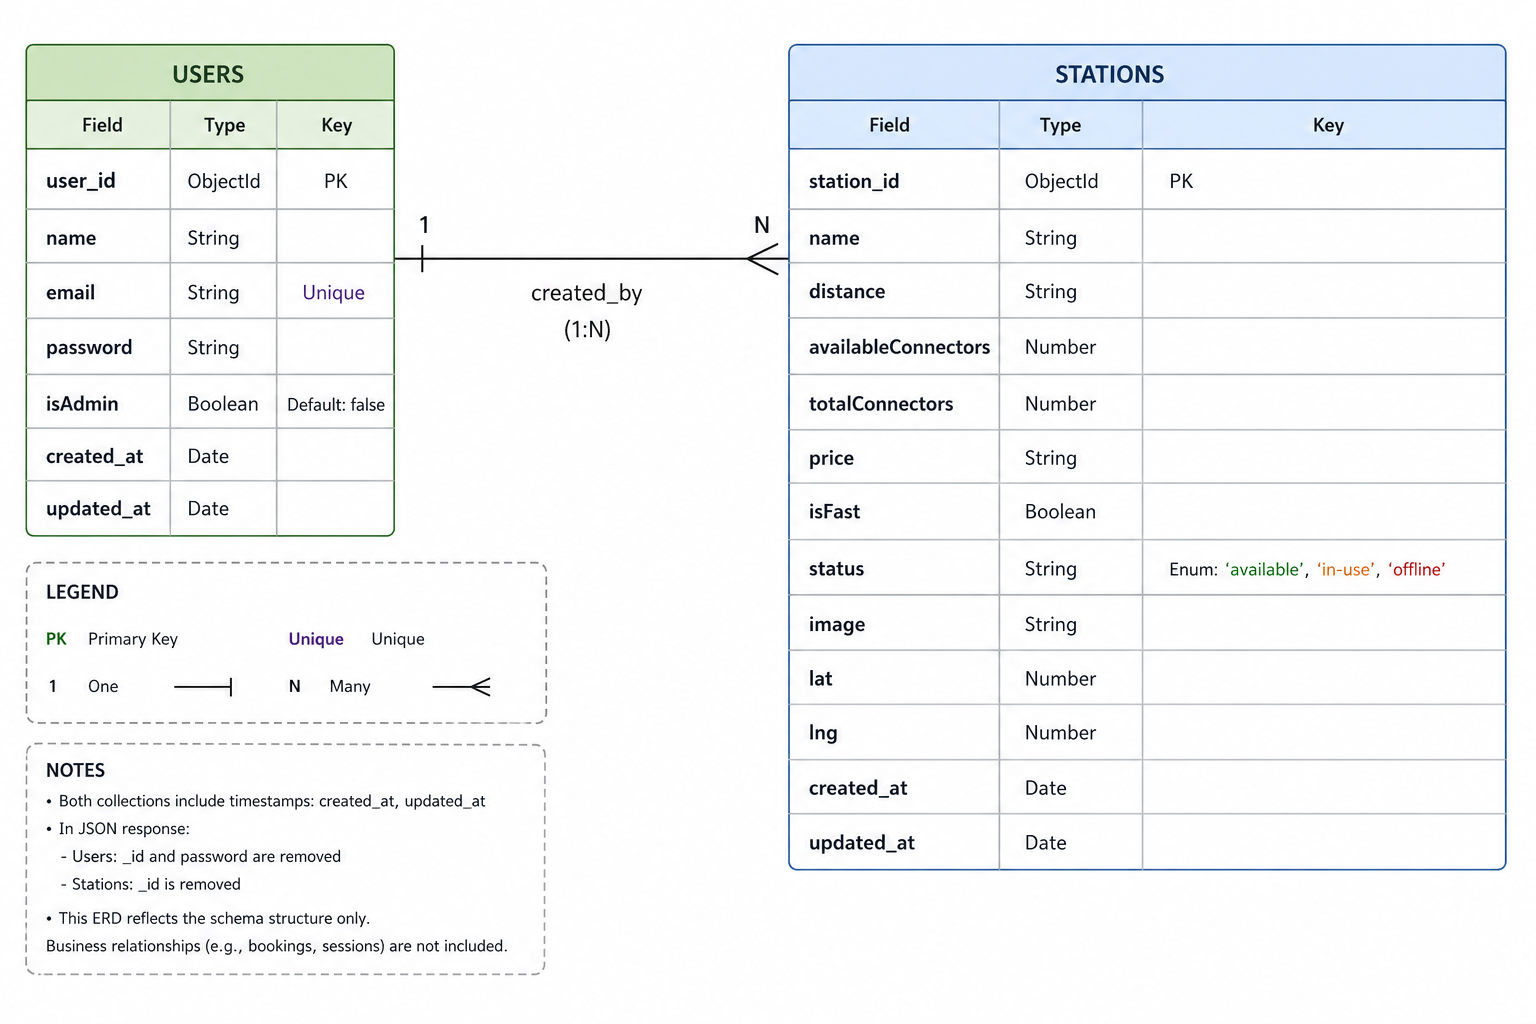 USERS
Field Type Key
user_id ObjectId PK
name String
email String Unique
password String
isAdmin Boolean Default: false
created_at Date
updated_at Date
1 N
created_by
(1:N)
STATIONS
Field Type Key
station_id ObjectId PK
name String
distance String
availableConnectors Number
totalConnectors Number
price String
isFast Boolean
status String Enum: ‘available’, ‘in-use’, ‘offline’
image String
lat Number
lng Number
created_at Date
updated_at Date
LEGEND
PK Primary Key Unique Unique
1 One N Many
NOTES
• Both collections include timestamps: created_at, updated_at
• In JSON response:
- Users: _id and password are removed
- Stations: _id is removed
• This ERD reflects the schema structure only.
Business relationships (e.g., bookings, sessions) are not included.